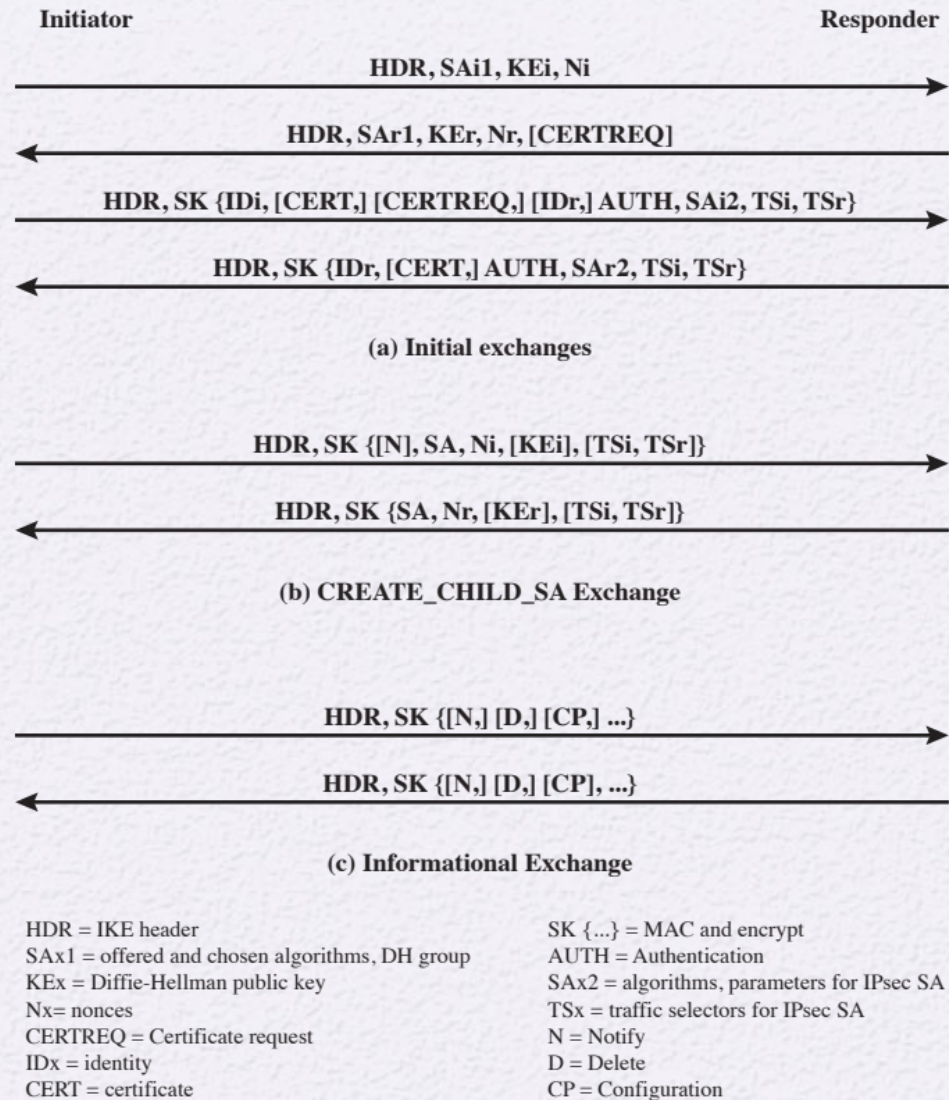 Initiator Responder
HDR, SAi1, KEi, Ni
HDR, SAr1, KEr, Nr, [CERTREQ]
HDR, SK {IDi, [CERT,] [CERTREQ,] [IDr,] AUTH, SAi2, TSi, TSr}
HDR, SK {IDr, [CERT,] AUTH, SAr2, TSi, TSr}
(a) Initial exchanges
HDR, SK {[N], SA, Ni, [KEi], [TSi, TSr]}
HDR, SK {SA, Nr, [KEr], [TSi, TSr]}
(b) CREATE_CHILD_SA Exchange
HDR, SK {[N,] [D,] [CP,] ...}
HDR, SK {[N,] [D,] [CP], ...}
(c) Informational Exchange
HDR = IKE header
SAx1 = offered and chosen algorithms, DH group
KEx = Diffie-Hellman public key
Nx= nonces
CERTREQ = Certificate request
IDx = identity
CERT = certificate
SK {...} = MAC and encrypt
AUTH = Authentication
SAx2 = algorithms, parameters for IPsec SA
TSx = traffic selectors for IPsec SA
N = Notify
D = Delete
CP = Configuration